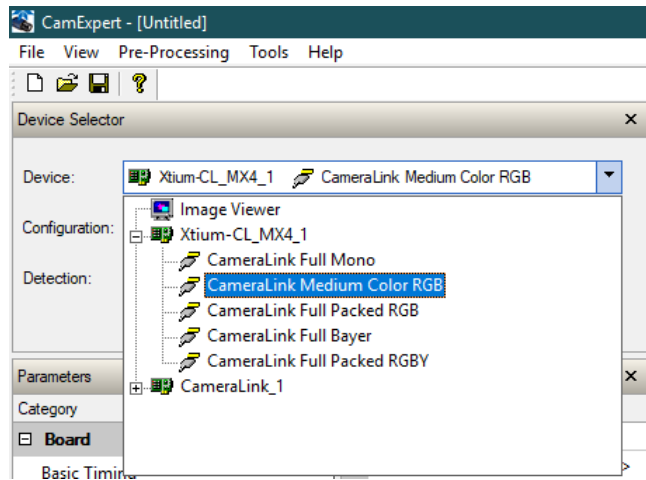 CamExpert - [Untitled]
File View Pre-Processing Tools Help
Device Selector
Device: Xtium-CL_MX4_1 CameraLink Medium Color RGB
Image Viewer
Configuration: Xtium-CL_MX4_1
CameraLink Full Mono
Detection: CameraLink Medium Color RGB
CameraLink Full Packed RGB
CameraLink Full Bayer
CameraLink Full Packed RGBY
Parameters
CameraLink_1
Category
Board
Basic Timing